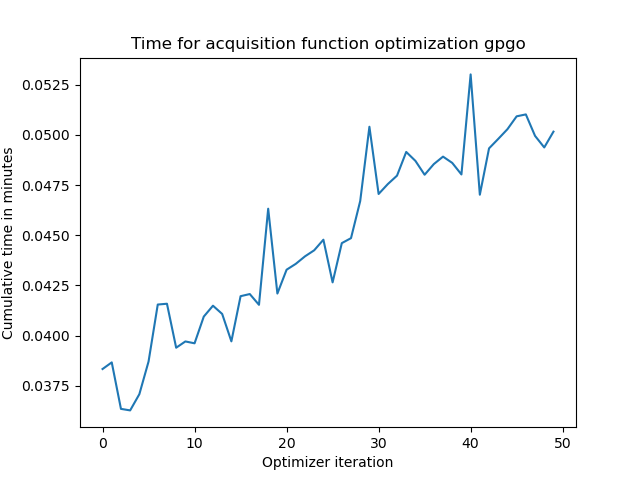 Time for acquisition function optimization gpgo
Cumulative time in minutes
0.0525
0.0500
0.0475
0.0450
0.0425
0.0400
0.0375
0 10 20 30 40 50
Optimizer iteration